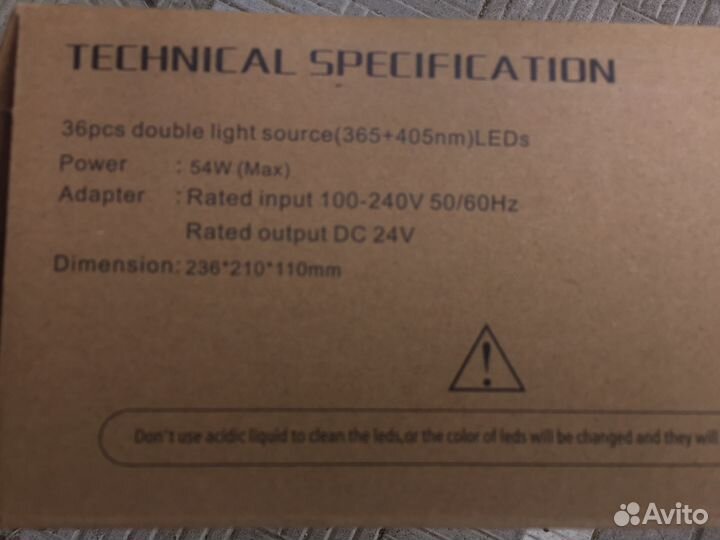 TECHNICAL SPECIFICATION
36pcs double light source(365+405nm)LEDs
Power : 54W (Max)
Adapter : Rated input 100-240V 50/60Hz
Rated output DC 24V
Dimension: 236*210*110mm
Don't use acidic liquid to clean the leds,or the color of leds will be changed and they will
Avito